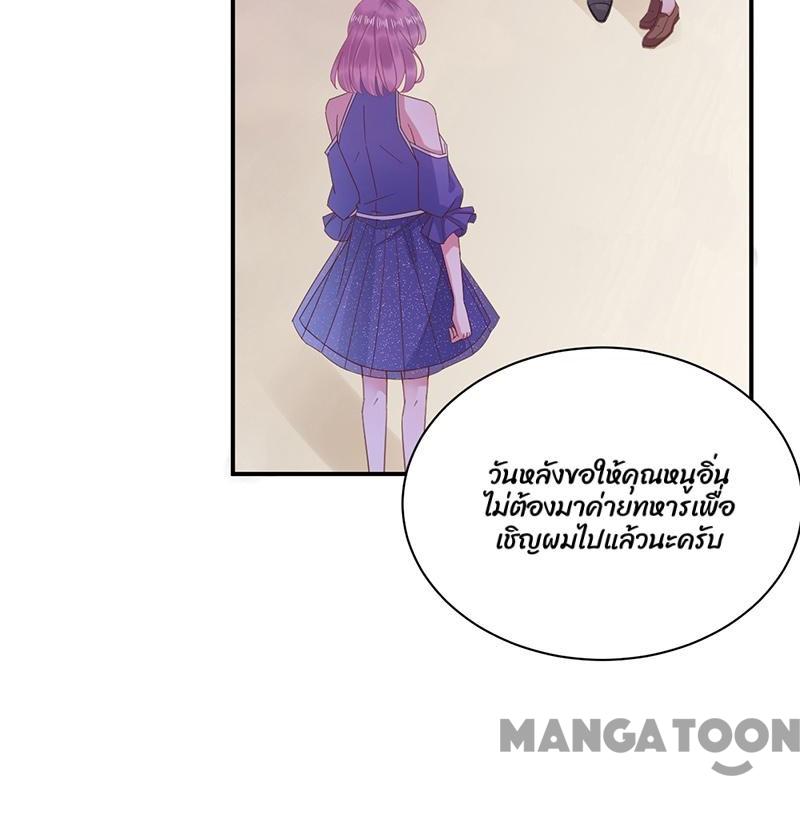 วันหลังขอให้คุณหนูอิ่น
ไม่ต้องมาค่ายทหารเพื่อ
เชิญผมไปแล้วนะครับ
MANGATOON